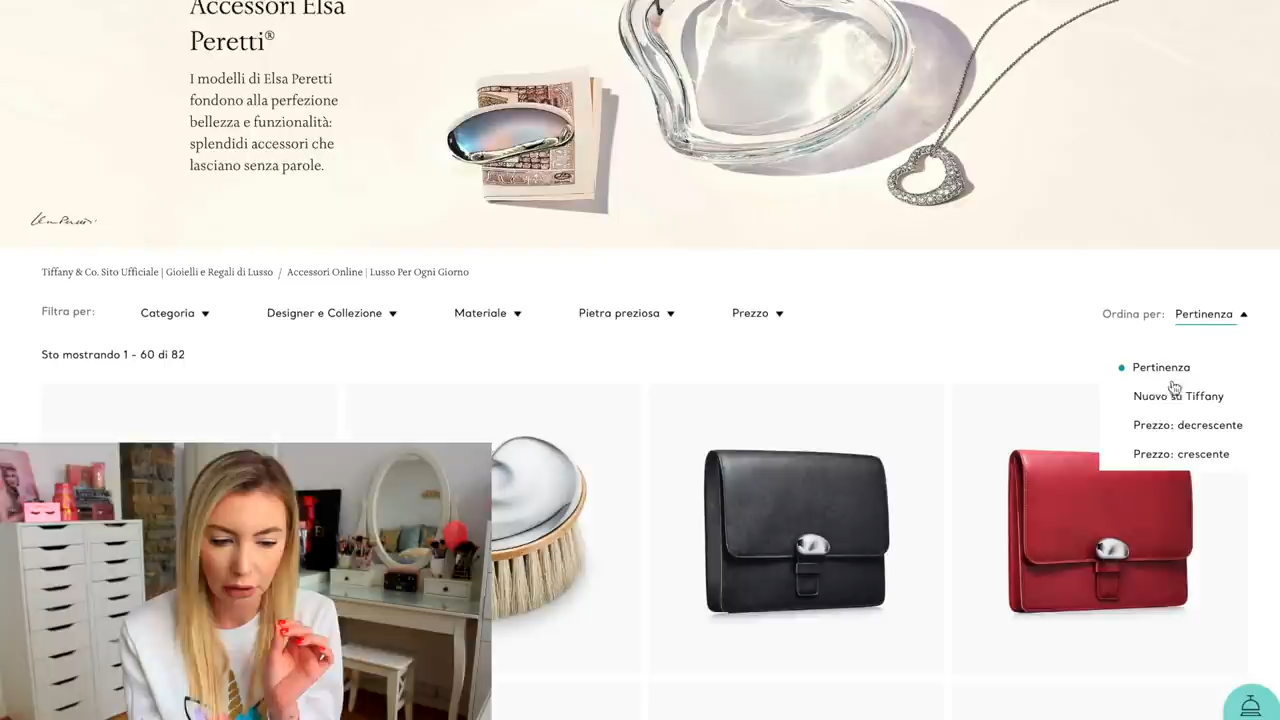 Accessori Elsa
Peretti®
I modelli di Elsa Peretti
fondono alla perfezione
bellezza e funzionalità:
splendidi accessori che
lasciano senza parole.
Tiffany & Co. Sito Ufficiale | Gioielli e Regali di Lusso / Accessori Online | Lusso Per Ogni Giorno
Filtra per: Categoria Designer e Collezione Materiale Pietra preziosa Prezzo Ordina per: Pertinenza
Sto mostrando 1 - 60 di 82
Pertinenza
Nuovo su Tiffany
Prezzo: decrescente
Prezzo: crescente